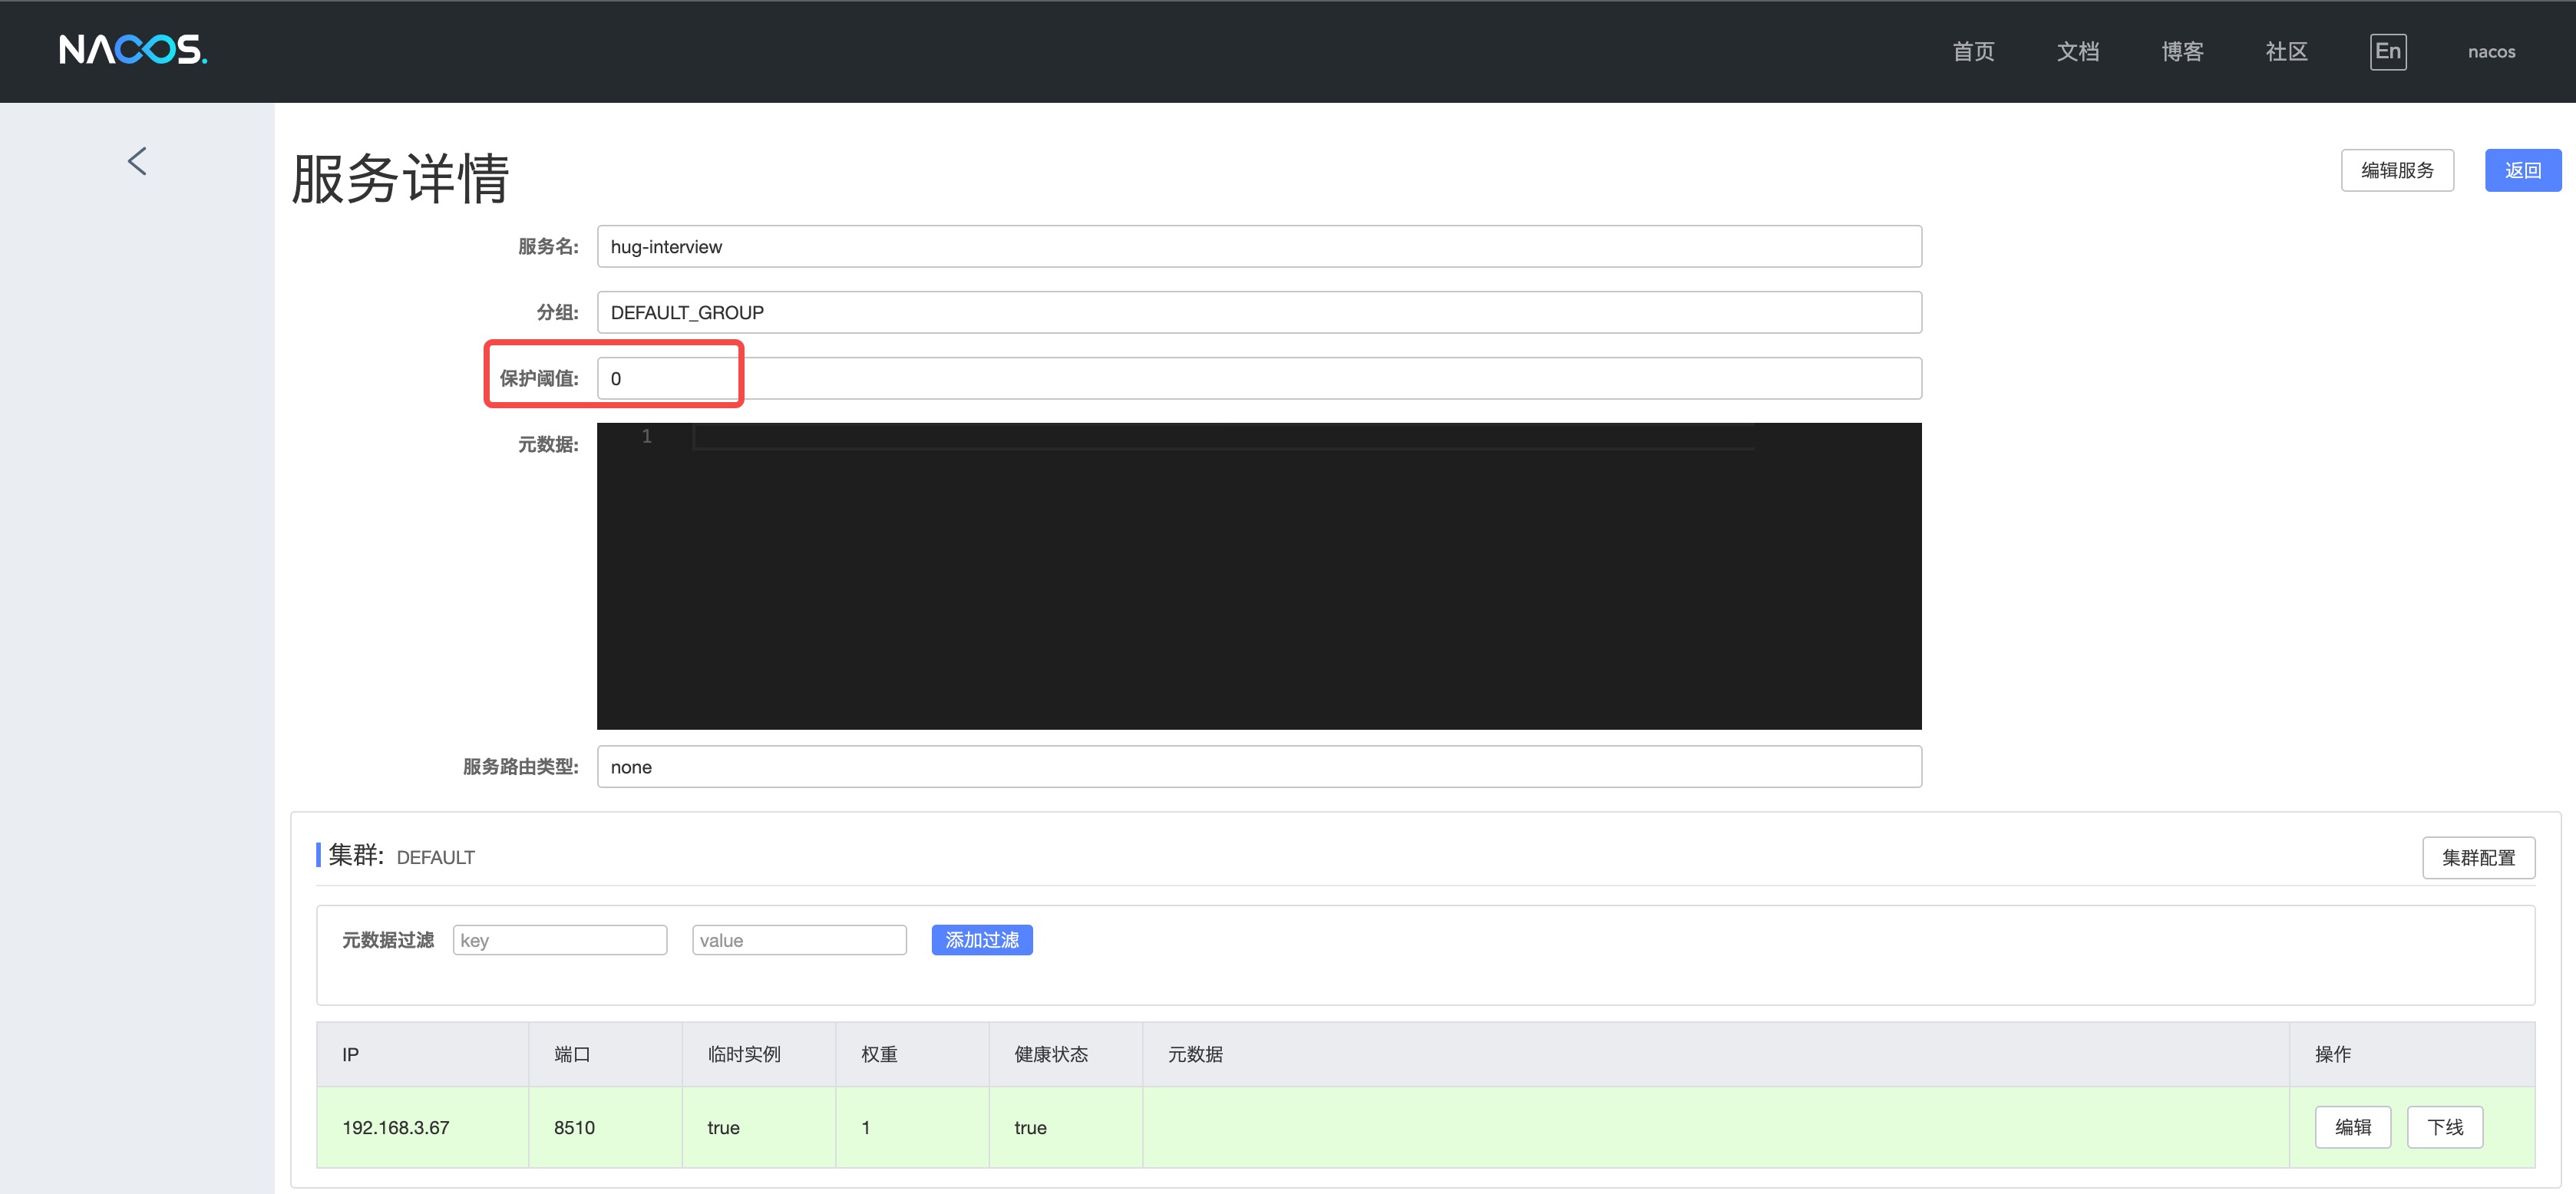 NACOS. 首页 文档 博客 社区 En nacos
服务详情 编辑服务 返回
服务名: hug-interview
分组: DEFAULT_GROUP
保护阈值: 0
元数据: 1
服务路由类型: none
集群: DEFAULT 集群配置
元数据过滤 key value 添加过滤
IP 端口 临时实例 权重 健康状态 元数据 操作
192.168.3.67 8510 true 1 true 编辑 下线